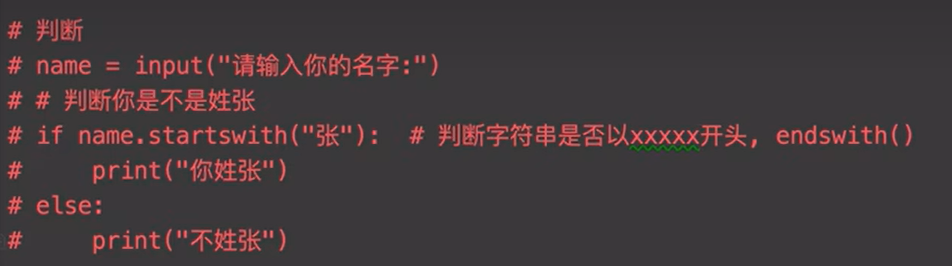 # 判断
# name = input("请输入你的名字:")
# # 判断你是不是姓张
# if name.startswith("张"):  # 判断字符串是否以xxxxx开头, endswith()
#     print("你姓张")
# else:
#     print("不姓张")